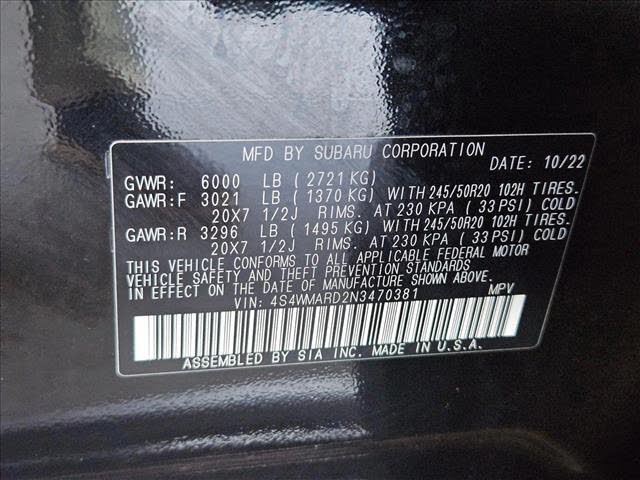 MFD BY SUBARU CORPORATION
DATE: 10/22
GVWR: 6000 LB ( 2721 KG)
GAWR:F 3021 LB ( 1370 KG) WITH 245/50R20 102H TIRES.
20X7 1/2J RIMS. AT 230 KPA ( 33 PSI) COLD
GAWR:R 3296 LB ( 1495 KG) WITH 245/50R20 102H TIRES.
20X7 1/2J RIMS. AT 230 KPA ( 33 PSI) COLD
THIS VEHICLE CONFORMS TO ALL APPLICABLE FEDERAL MOTOR
VEHICLE SAFETY AND THEFT PREVENTION STANDARDS
IN EFFECT ON THE DATE OF MANUFACTURE SHOWN ABOVE.
VIN: 4S4WMARD2N3470381 MPV
ASSEMBLED BY SIA INC. MADE IN U.S.A.